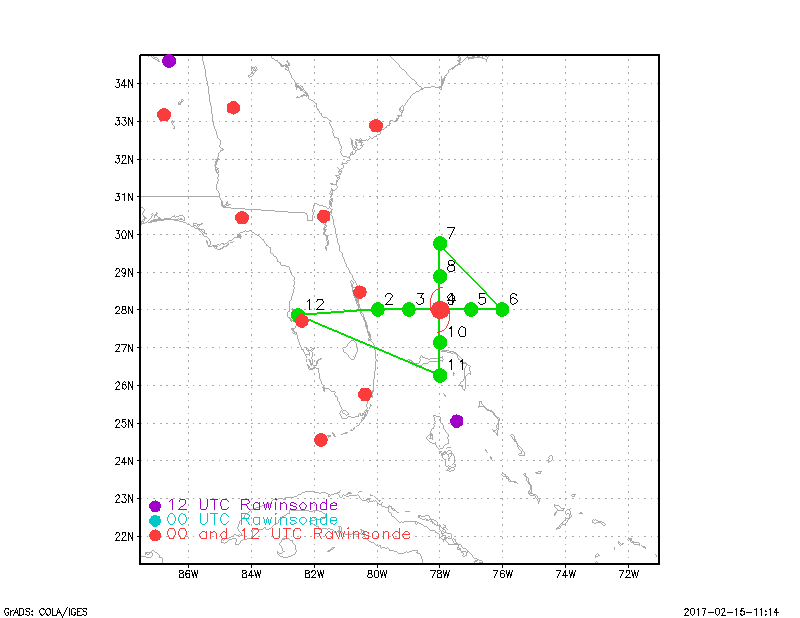 34N
33N
32N
31N
30N
7
29N
8
12 2 3 4 5 6
28N
10
27N
11
26N
25N
24N
12 UTC Rawinsonde
23N
00 UTC Rawinsonde
00 and 12 UTC Rawinsonde
22N
86W 84W 82W 80W 78W 76W 74W 72W
GrADS: COLA/IGES 2017-02-15-11:14